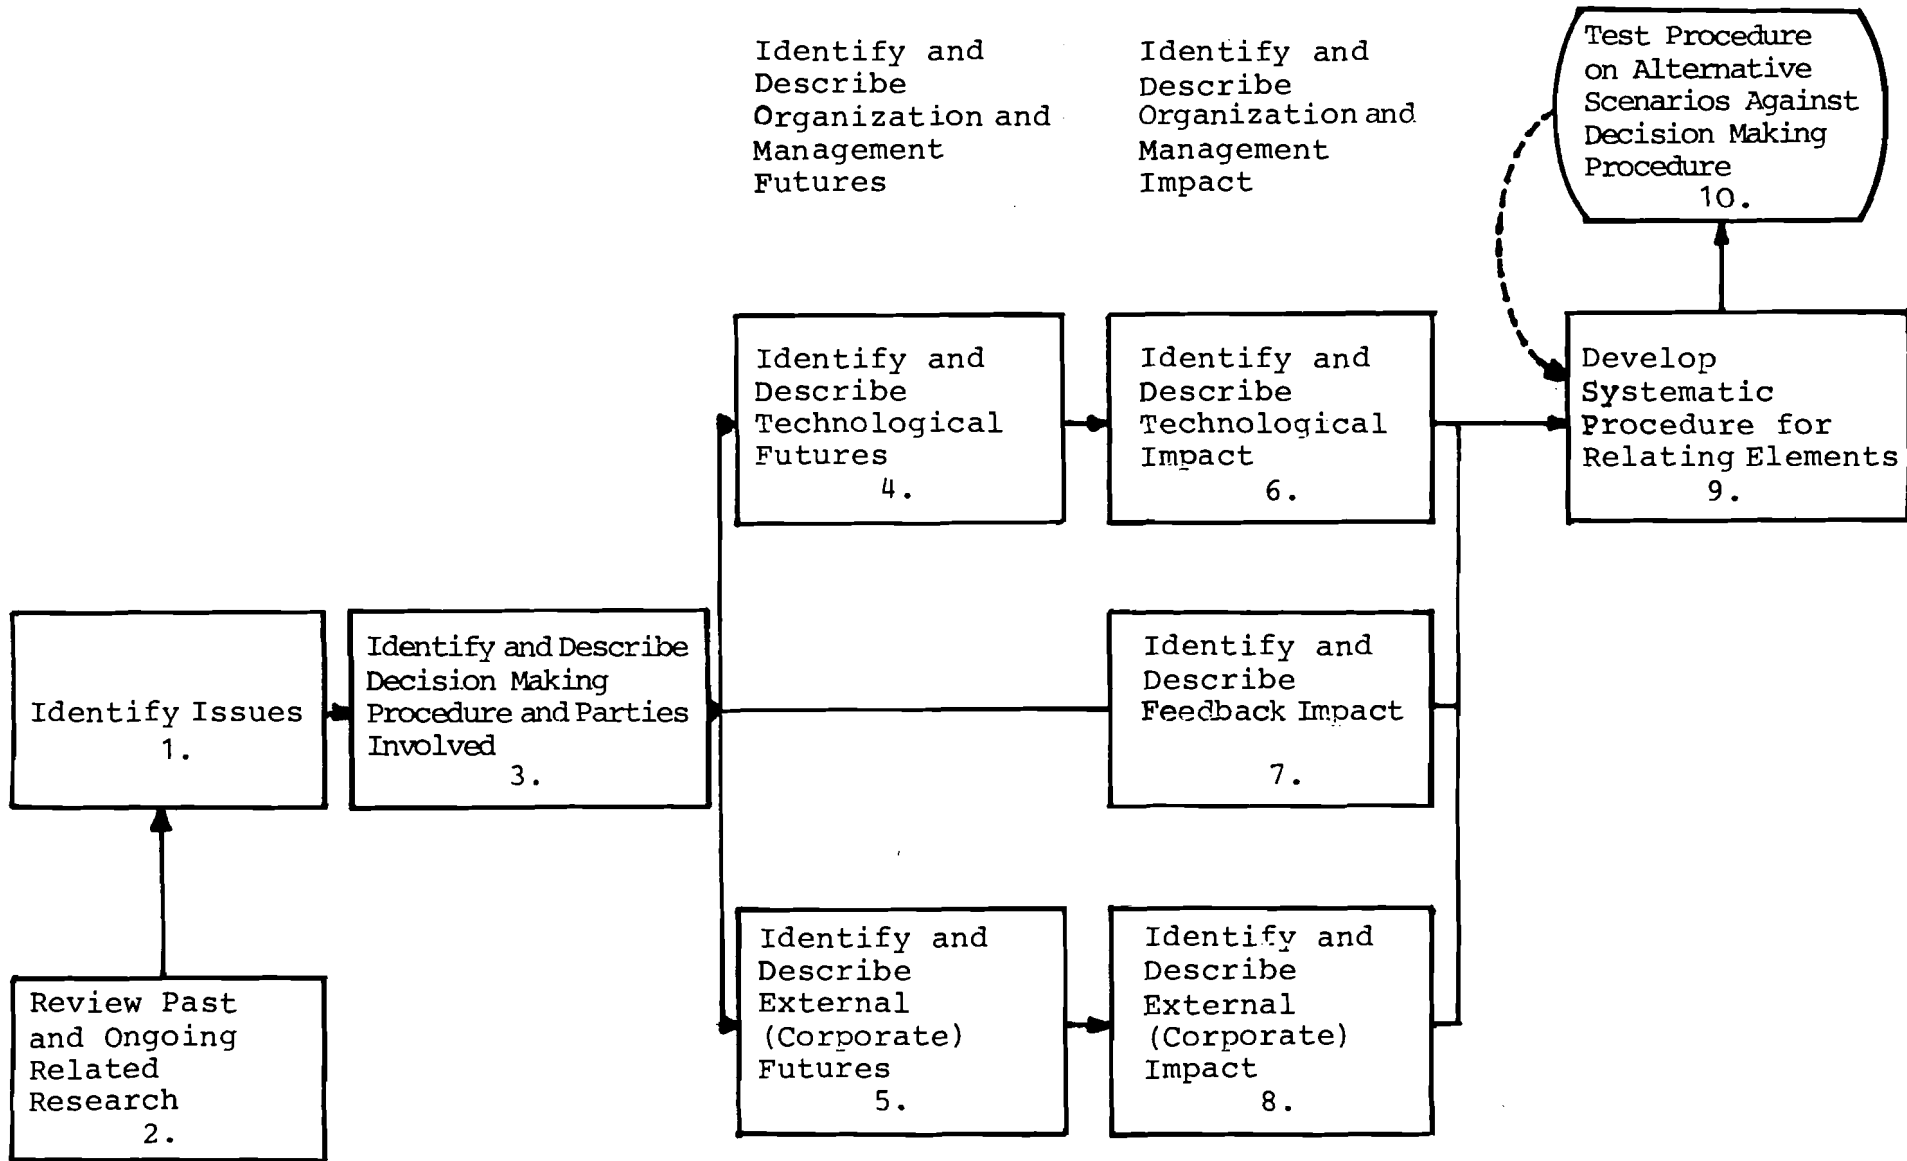 Identify and
Describe
Organization and
Management
Futures
Identify and
Describe
Organization and
Management
Impact
Test Procedure
on Alternative
Scenarios Against
Decision Making
Procedure
10.
Identify and
Describe
Technological
Futures
4.
Identify and
Describe
Technological
Impact
6.
Develop
Systematic
Procedure for
Relating Elements
9.
Identify Issues
1.
Identify and Describe
Decision Making
Procedure and Parties
Involved
3.
Identify and
Describe
Feedback Impact
7.
Review Past
and Ongoing
Related
Research
2.
Identify and
Describe
External
(Corporate)
Futures
5.
Identify and
Describe
External
(Corporate)
Impact
8.